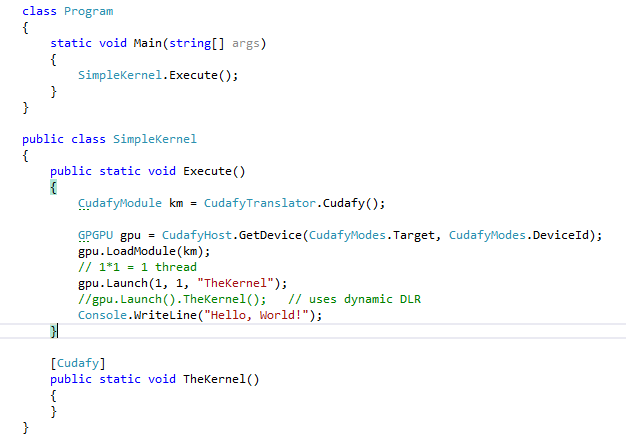 class Program
{
    static void Main(string[] args)
    {
        SimpleKernel.Execute();
    }
}

public class SimpleKernel
{
    public static void Execute()
    {
        CudafyModule km = CudafyTranslator.Cudafy();

        GPGPU gpu = CudafyHost.GetDevice(CudafyModes.Target, CudafyModes.DeviceId);
        gpu.LoadModule(km);
        // 1*1 = 1 thread
        gpu.Launch(1, 1, "TheKernel");
        //gpu.Launch().TheKernel();   // uses dynamic DLR
        Console.WriteLine("Hello, World!");
    }

    [Cudafy]
    public static void TheKernel()
    {
    }
}